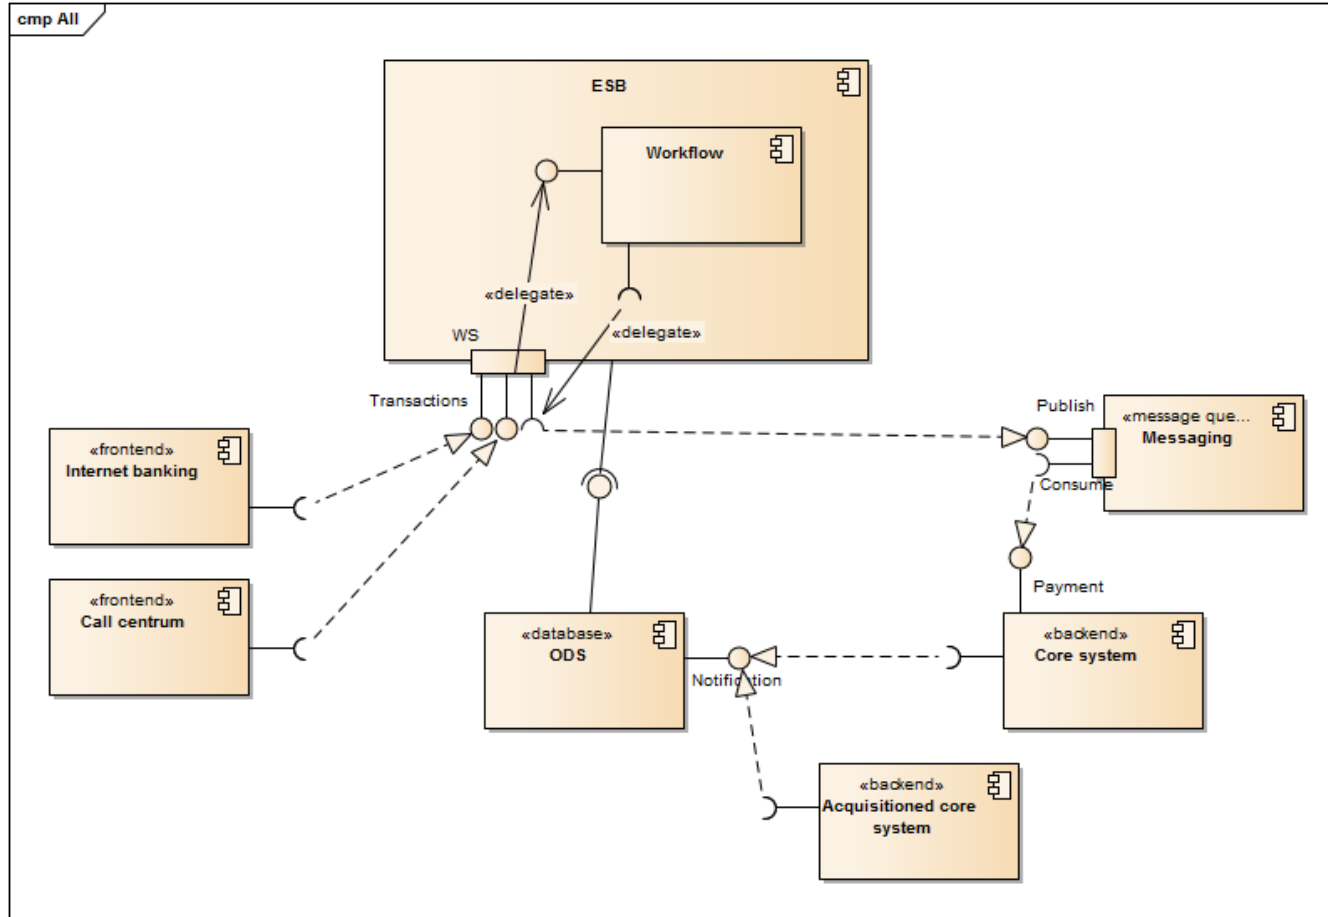 cmp All
ESB
Workflow
«delegate»
«delegate»
WS
Transactions
Publish
«message que...
Messaging
Consume
«frontend»
Internet banking
Payment
«frontend»
Call centrum
«database»
ODS
Notification
«backend»
Core system
«backend»
Acquisitioned core
system